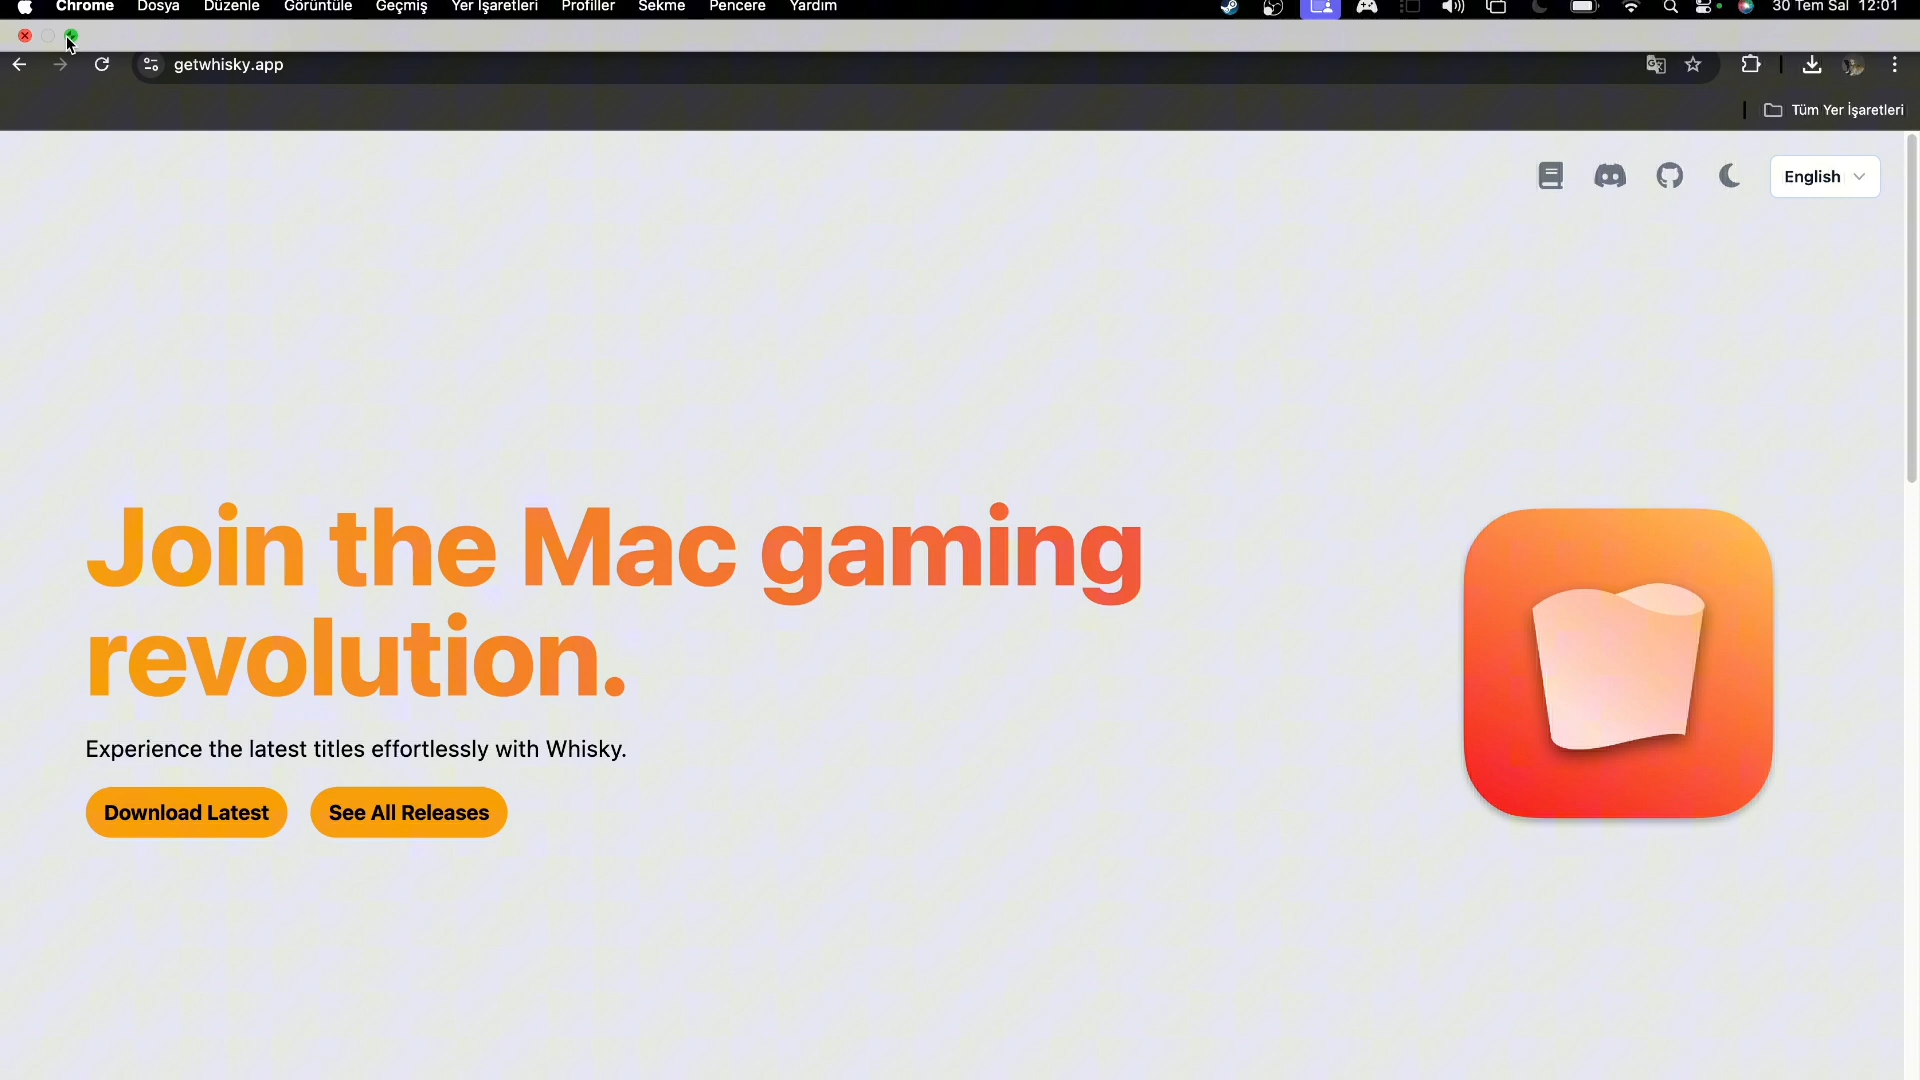 Chrome Dosya Düzenle Görüntüle Geçmiş Yer İşaretleri Profiller Sekme Pencere Yardım 30 Tem Sal 12:01
getwhisky.app
Tüm Yer İşaretleri
English
Join the Mac gaming
revolution.
Experience the latest titles effortlessly with Whisky.
Download Latest See All Releases